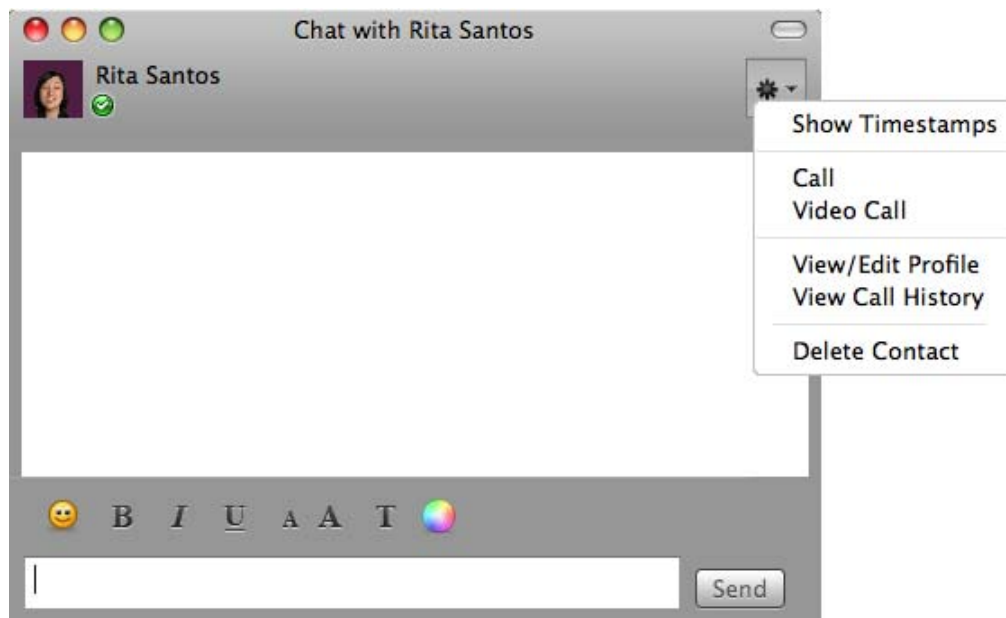 Chat with Rita Santos
Rita Santos
Show Timestamps
Call
Video Call
View/Edit Profile
View Call History
Delete Contact
B I U A A T
Send